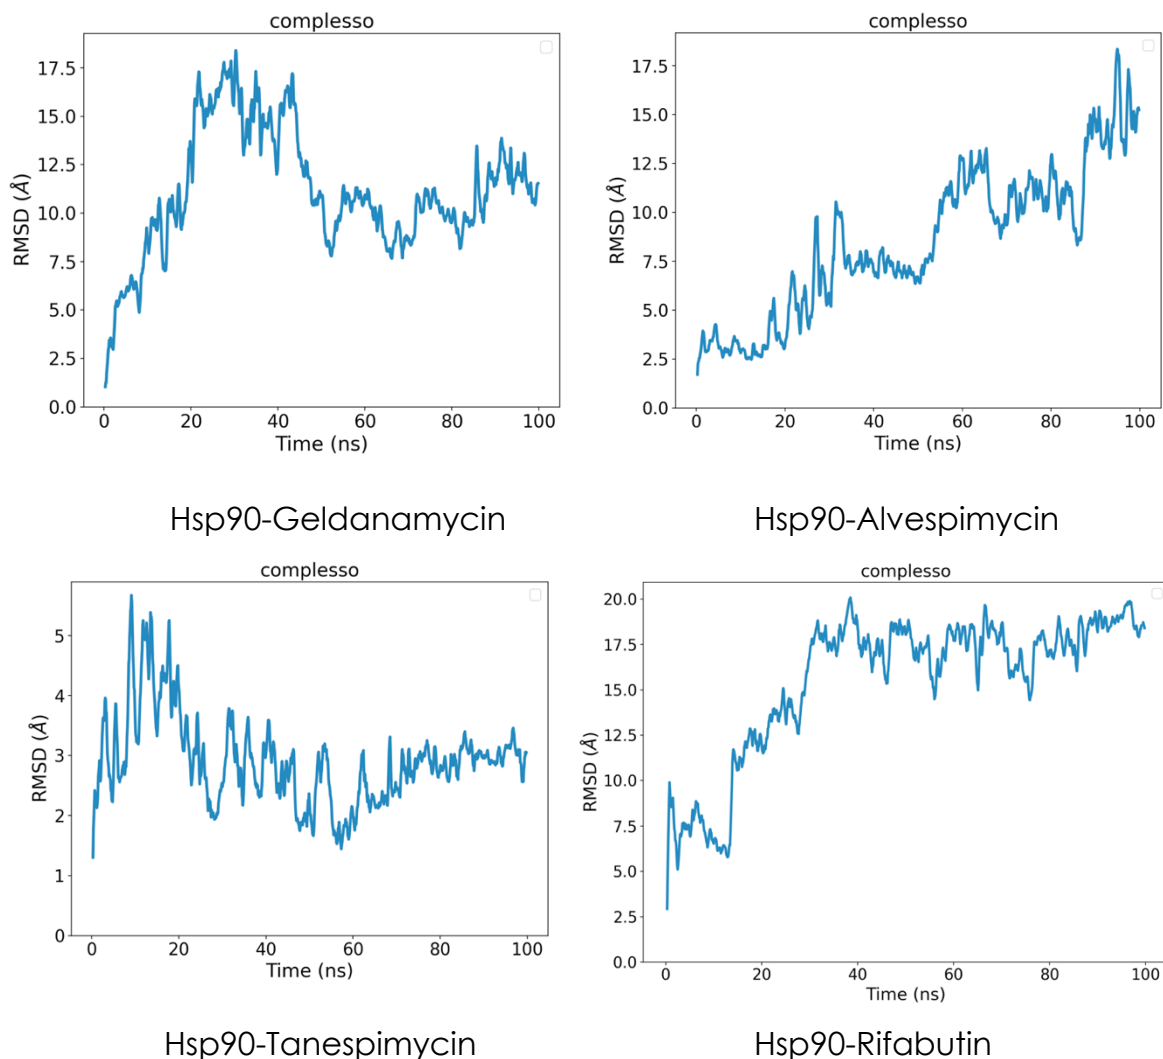 complesso
RMSD (Å)
17.5
15.0
12.5
10.0
7.5
5.0
2.5
0.0
0 20 40 60 80 100
Time (ns)
Hsp90-Geldanamycin
complesso
RMSD (Å)
17.5
15.0
12.5
10.0
7.5
5.0
2.5
0.0
0 20 40 60 80 100
Time (ns)
Hsp90-Alvespimycin
complesso
RMSD (Å)
5
4
3
2
1
0
0 20 40 60 80 100
Time (ns)
Hsp90-Tanespimycin
complesso
RMSD (Å)
20.0
17.5
15.0
12.5
10.0
7.5
5.0
2.5
0.0
0 20 40 60 80 100
Time (ns)
Hsp90-Rifabutin